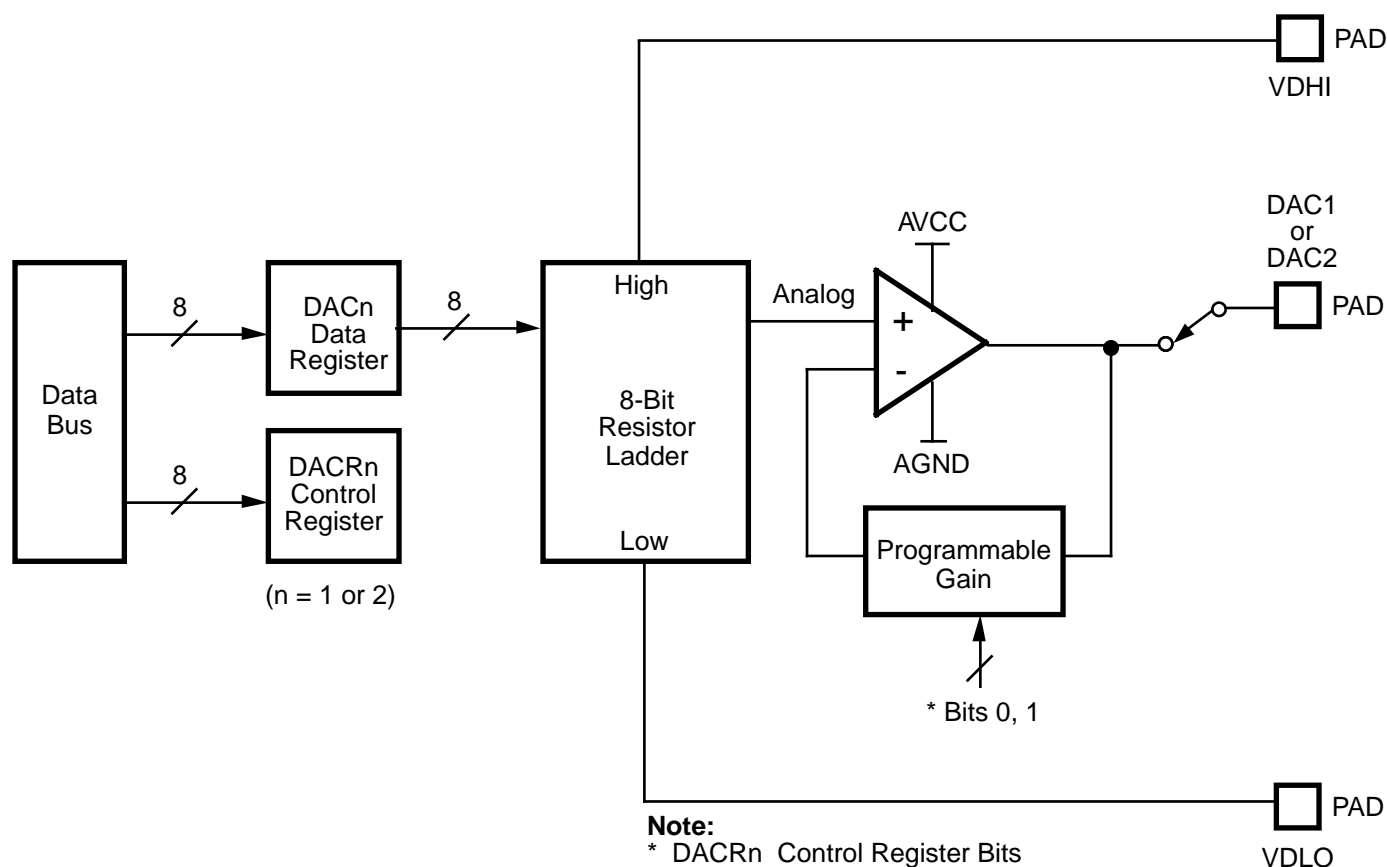 PAD
VDHI
DAC1
or
DAC2
PAD
AVCC
Analog
+
-
AGND
8
DACn
Data
Register
8
High
8-Bit
Resistor
Ladder
Low
Data
Bus
8
DACRn
Control
Register
(n = 1 or 2)
Programmable
Gain
* Bits 0, 1
PAD
VDLO
Note:
* DACRn Control Register Bits